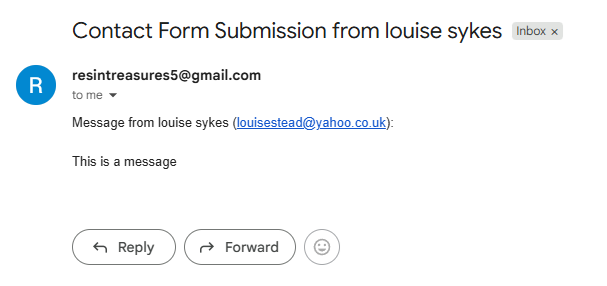 Contact Form Submission from louise sykes Inbox ×
R
resintreasures5@gmail.com
to me
Message from louise sykes (louisestead@yahoo.co.uk):
This is a message
Reply Forward